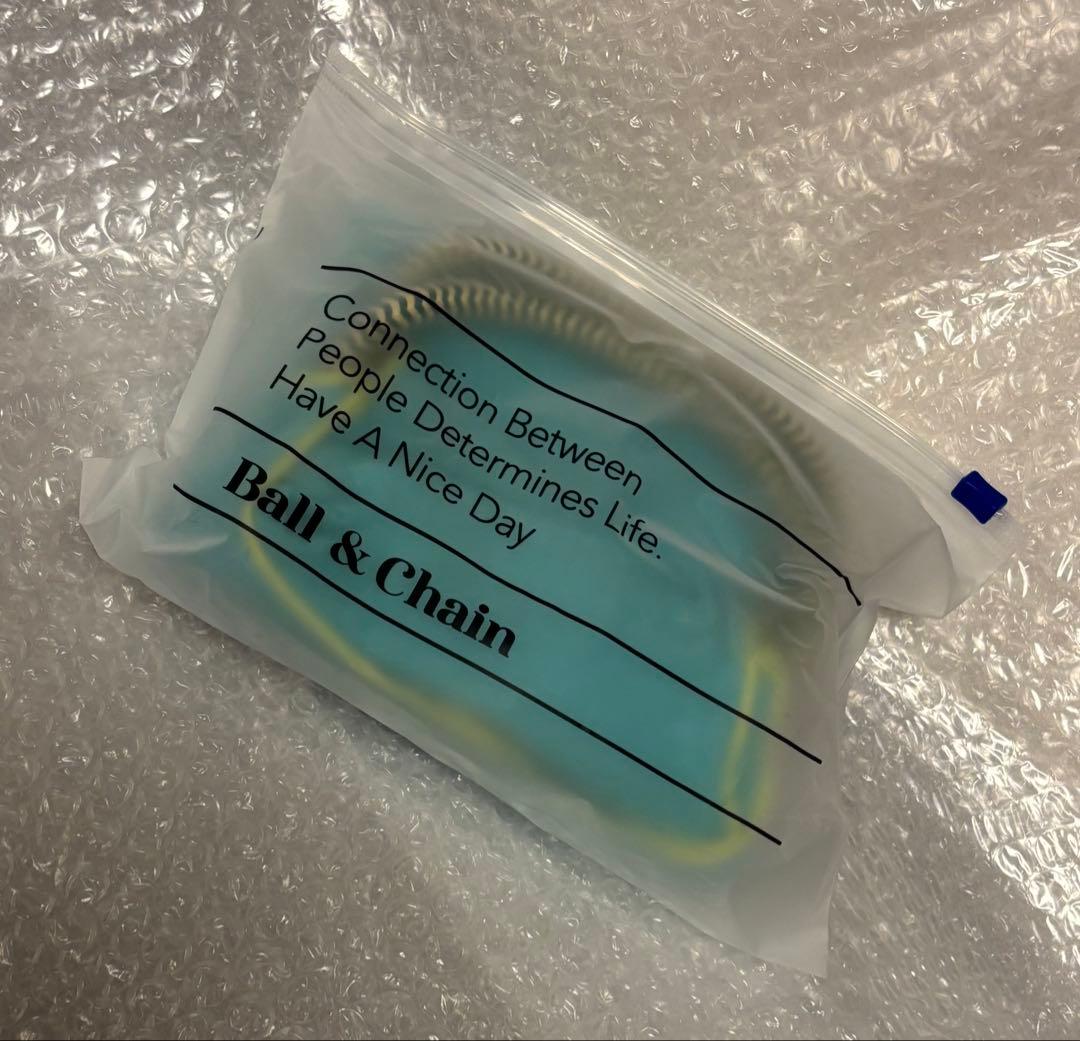 Connection Between
People Determines Life.
Have A Nice Day
Ball & Chain